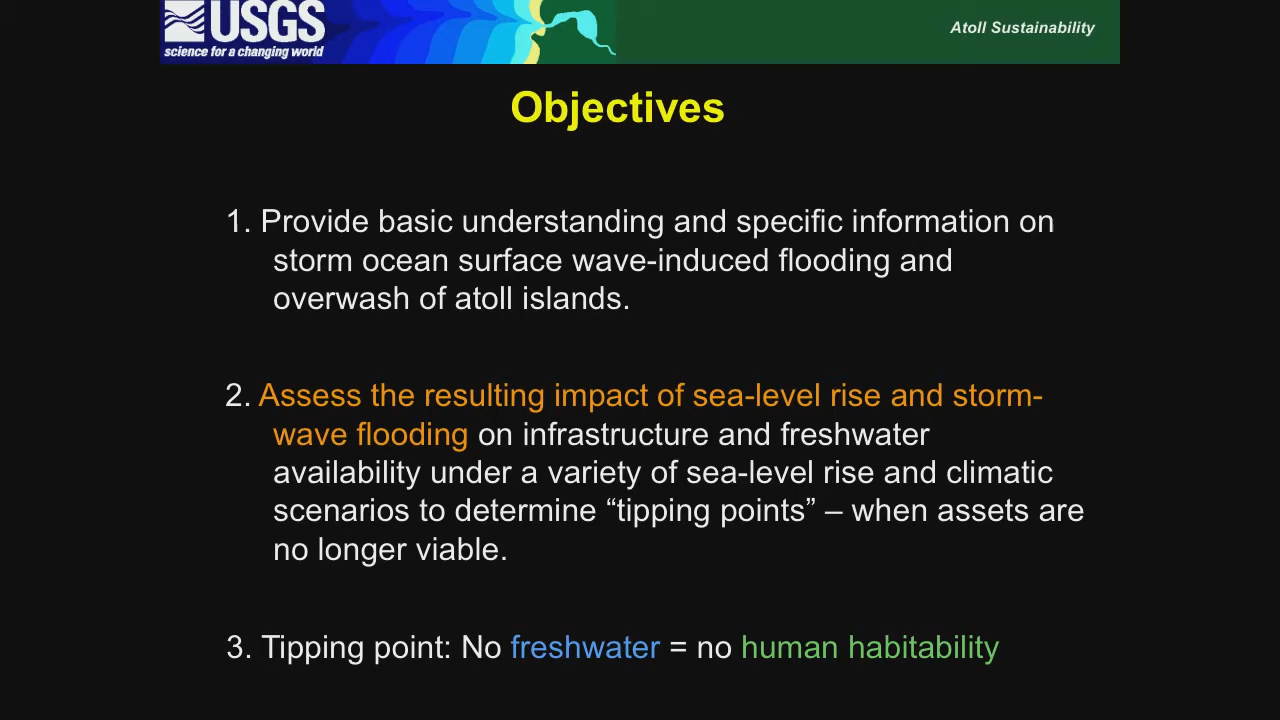 USGS
science for a changing world
Atoll Sustainability
Objectives
1. Provide basic understanding and specific information on
storm ocean surface wave-induced flooding and
overwash of atoll islands.
2. Assess the resulting impact of sea-level rise and storm-
wave flooding on infrastructure and freshwater
availability under a variety of sea-level rise and climatic
scenarios to determine “tipping points” – when assets are
no longer viable.
3. Tipping point: No freshwater = no human habitability